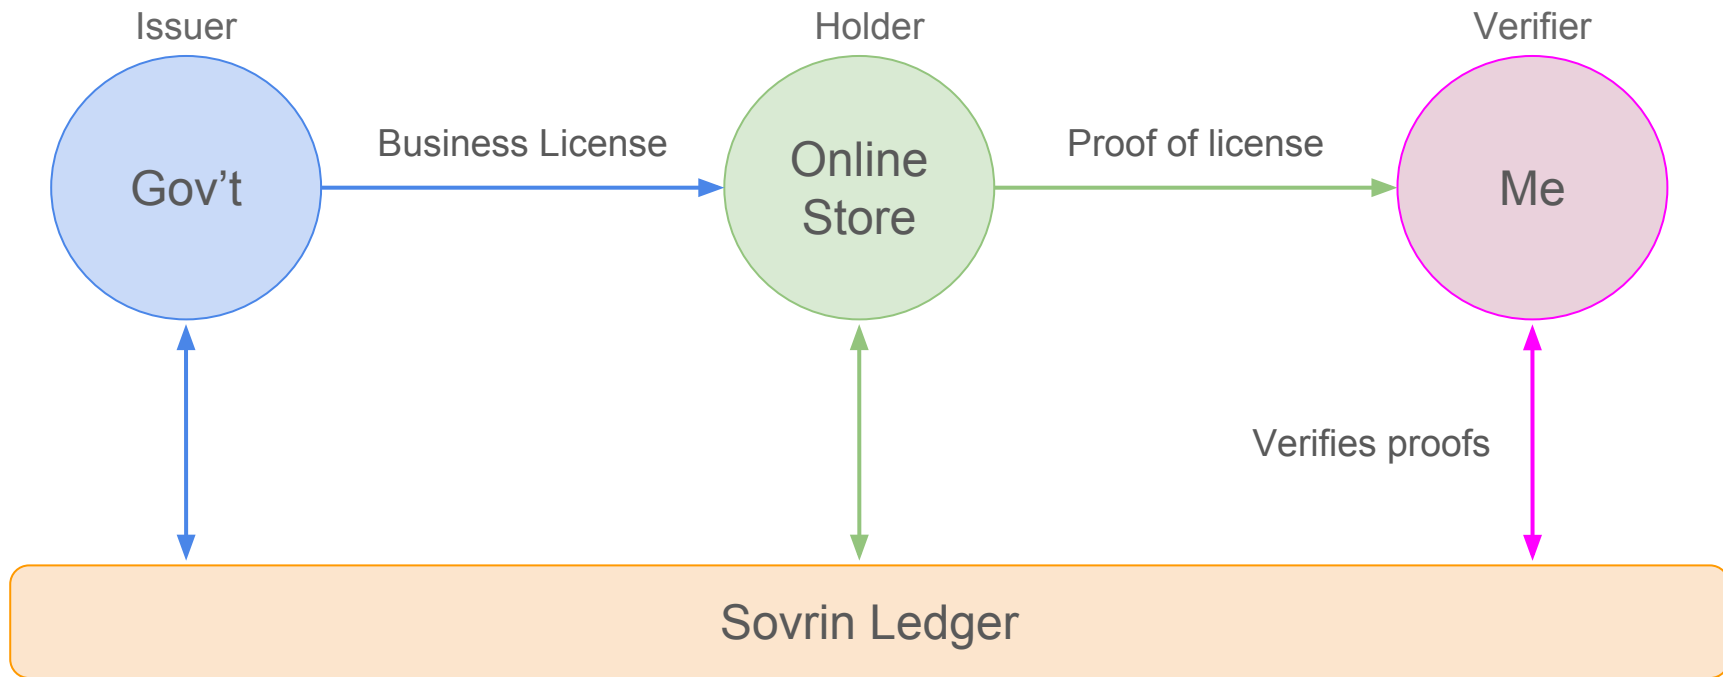 Issuer
Holder
Verifier
Gov’t
Business License
Online
Store
Proof of license
Me
Verifies proofs
Sovrin Ledger